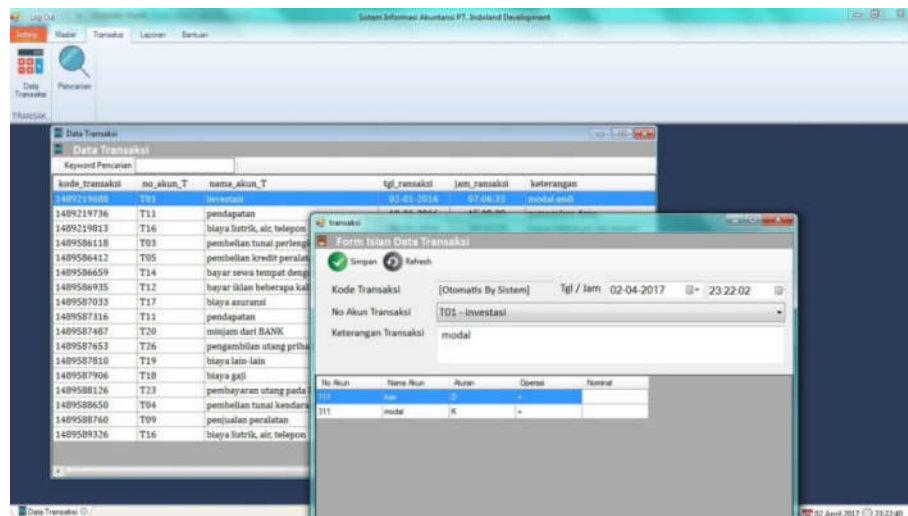 Log Out
Sistem Informasi Akuntansi PT. Indoland Development
Master Transaksi Laporan Bantuan
Data Transaksi
Pencarian
TRANSAK
Data Transaksi
Data Transaksi
Keyword Pencarian
kode_transaksi no_akun_T nama_akun_T tgl_ransaksi jam_ransaksi keterangan
1489219688 T01 investasi 02-01-2016 07:06:33 modal andi
1489219736 T11 pendapatan
1489219813 T16 biaya listrik, air, telepon
1489586118 T03 pembelian tunai perleng
1489586412 T05 pembelian kredit peralat
1489586659 T14 bayar sewa tempat deng
1489586935 T12 bayar iklan beberapa kal
1489587033 T17 biaya asuransi
1489587316 T11 pendapatan
1489587487 T20 minjam dari BANK
1489587653 T26 pengambilan utang priba
1489587810 T19 biaya lain-lain
1489587906 T18 biaya gaji
1489588126 T23 pembayaran utang pada
1489588650 T04 pembelian tunai kendara
1489588760 T09 penjualan peralatan
1489589326 T16 biaya listrik, air, telepon
transaksi
Form Isian Data Transaksi
Simpan Refresh
Kode Transaksi [Otomatis By Sistem] Tgl / Jam 02-04-2017 23:22:02
No Akun Transaksi T01 - investasi
Keterangan Transaksi modal
No Akun Nama Akun Aturan Operasi Nominal
111 kas D +
311 modal K +
Data Transaksi
02 April 2017 23:22:40